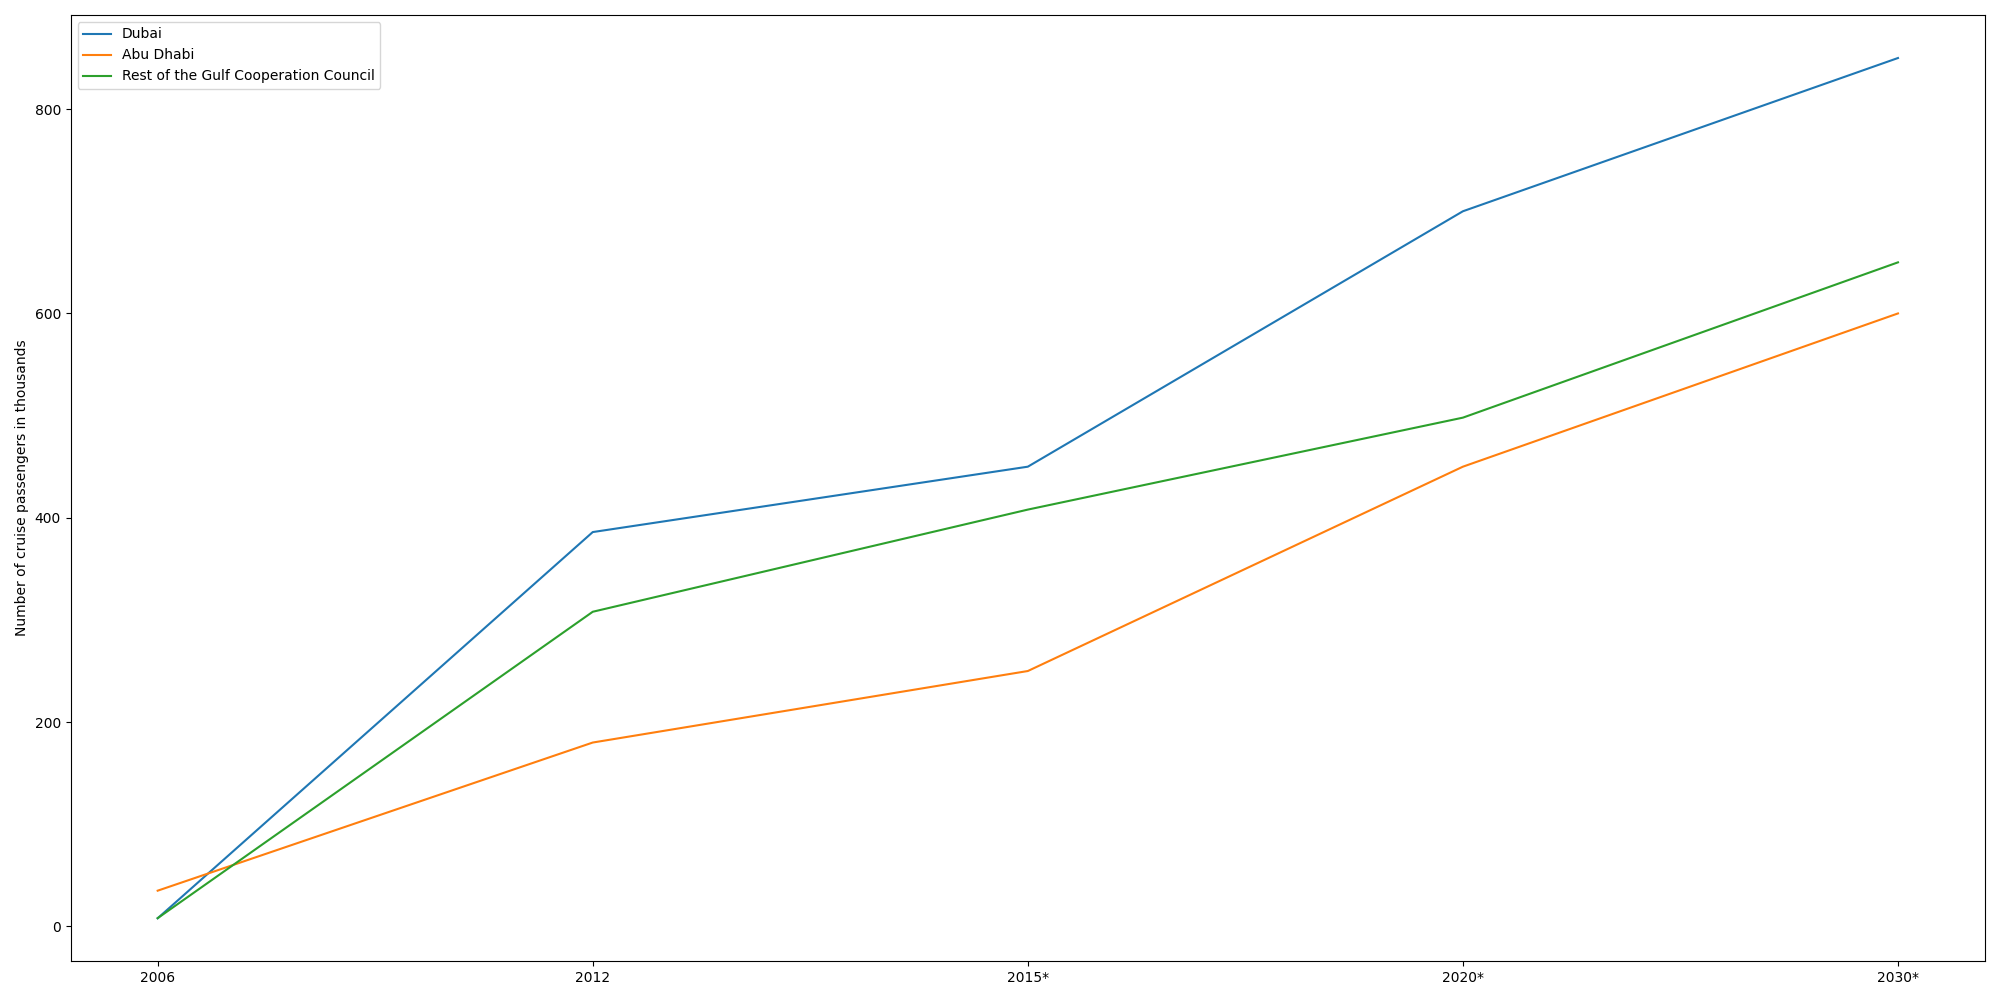 Dubai
Abu Dhabi
Rest of the Gulf Cooperation Council
Number of cruise passengers in thousands
800
600
400
200
0
2006 2012 2015* 2020* 2030*